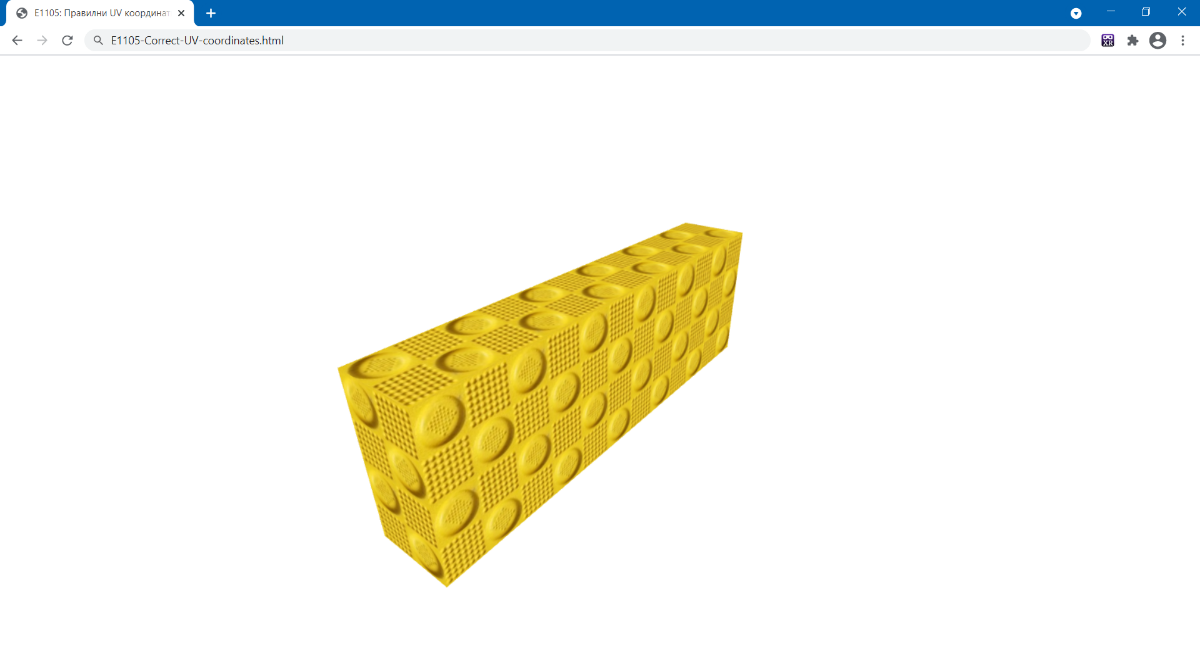 E1105: Правилни UV координат
E1105-Correct-UV-coordinates.html